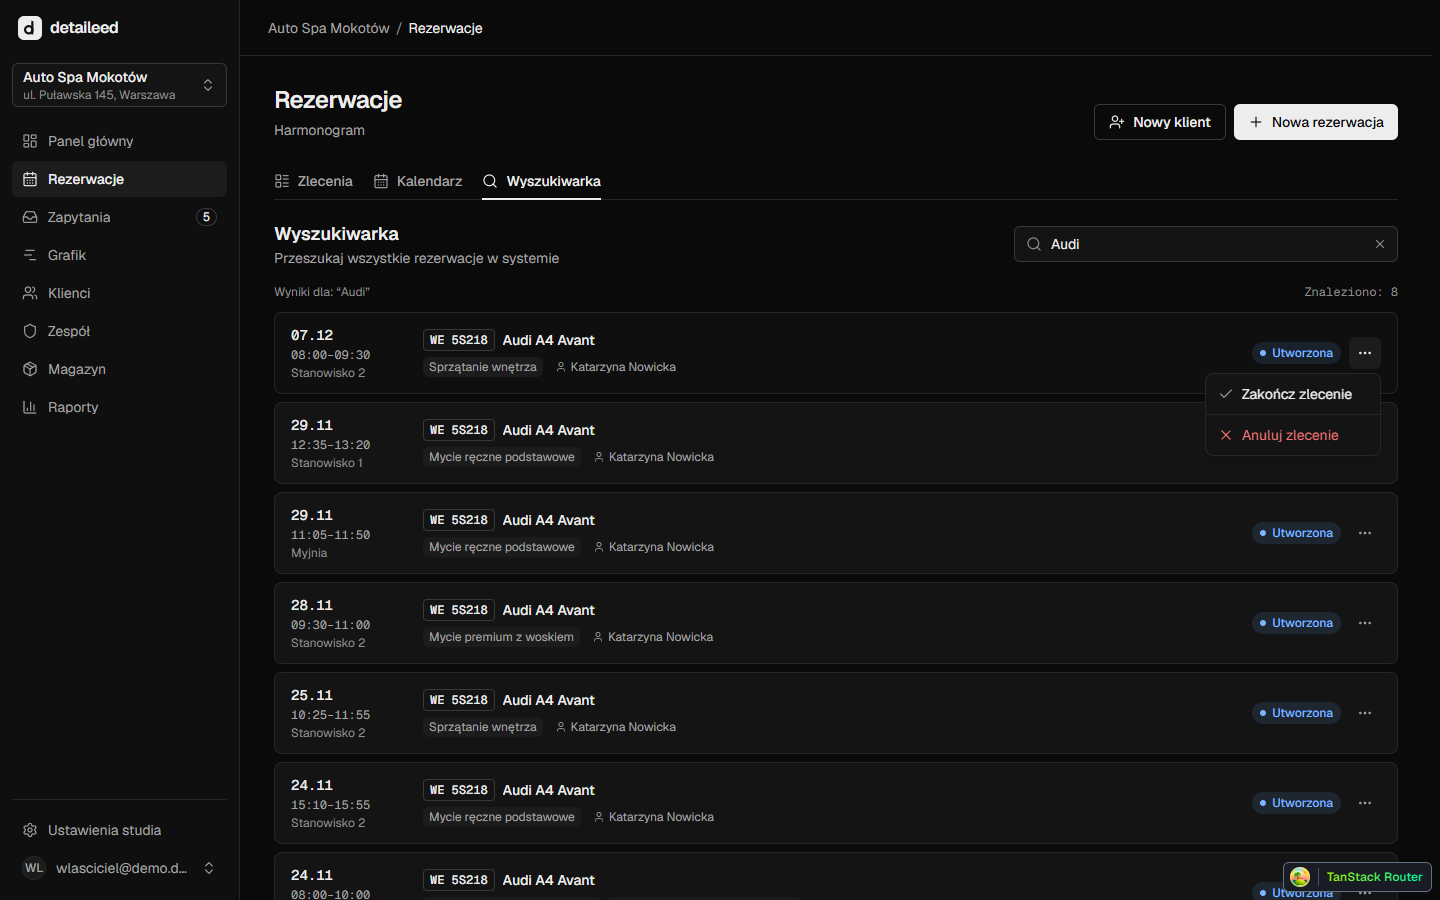 detaileed
Auto Spa Mokotów / Rezerwacje
Auto Spa Mokotów
ul. Puławska 145, Warszawa
Panel główny
Rezerwacje
Zapytania 5
Grafik
Klienci
Zespół
Magazyn
Raporty
Ustawienia studia
WL wlasciciel@demo.d...
Rezerwacje
Harmonogram
Nowy klient
Nowa rezerwacja
Zlecenia
Kalendarz
Wyszukiwarka
Wyszukiwarka
Przeszukaj wszystkie rezerwacje w systemie
Audi
Wyniki dla: “Audi”
Znaleziono: 8
07.12
08:00–09:30
Stanowisko 2
WE 5S218 Audi A4 Avant
Sprzątanie wnętrza Katarzyna Nowicka
Utworzona
Zakończ zlecenie
Anuluj zlecenie
29.11
12:35–13:20
Stanowisko 1
WE 5S218 Audi A4 Avant
Mycie ręczne podstawowe Katarzyna Nowicka
29.11
11:05–11:50
Myjnia
WE 5S218 Audi A4 Avant
Mycie ręczne podstawowe Katarzyna Nowicka
Utworzona
28.11
09:30–11:00
Stanowisko 2
WE 5S218 Audi A4 Avant
Mycie premium z woskiem Katarzyna Nowicka
Utworzona
25.11
10:25–11:55
Stanowisko 2
WE 5S218 Audi A4 Avant
Sprzątanie wnętrza Katarzyna Nowicka
Utworzona
24.11
15:10–15:55
Stanowisko 2
WE 5S218 Audi A4 Avant
Mycie ręczne podstawowe Katarzyna Nowicka
Utworzona
24.11
08:00–10:00
WE 5S218 Audi A4 Avant
Utworzona
TanStack Router